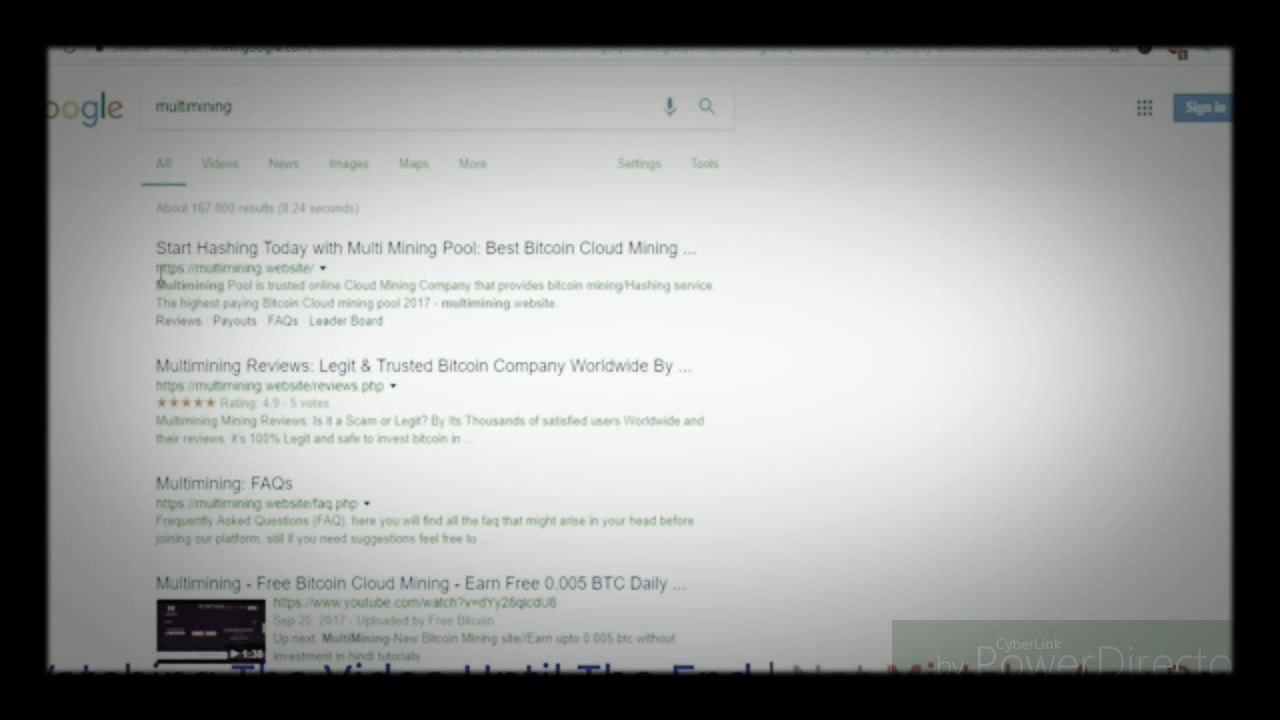 oogle
multimining
Sign in
All Videos News Images Maps More Settings Tools
About 167,000 results (0.24 seconds)
Start Hashing Today with Multi Mining Pool: Best Bitcoin Cloud Mining ...
https://multimining.website/
Multimining Pool is trusted online Cloud Mining Company that provides bitcoin mining/Hashing service.
The highest paying Bitcoin Cloud mining pool 2017 - multimining.website.
Reviews · Payouts · FAQs · Leader Board
Multimining Reviews: Legit & Trusted Bitcoin Company Worldwide By ...
https://multimining.website/reviews.php
Rating: 4.9 - 5 votes
Multimining Mining Reviews: Is it a Scam or Legit? By Its Thousands of satisfied users Worldwide and
their reviews, it's 100% Legit and safe to invest bitcoin in ...
Multimining: FAQs
https://multimining.website/faq.php
Frequently Asked Questions (FAQ), here you will find all the faq that might arise in your head before
joining our platform, still if you need suggestions feel free to ...
Multimining - Free Bitcoin Cloud Mining - Earn Free 0.005 BTC Daily ...
https://www.youtube.com/watch?v=dYy26qlcdU8
Sep 20, 2017 - Uploaded by Free Bitcoin
Up next. MultiMining-New Bitcoin Mining site//Earn upto 0.005 btc without
investment in hindi tutorials ...
CyberLink
by PowerDirecto
The Video Until The End | Not